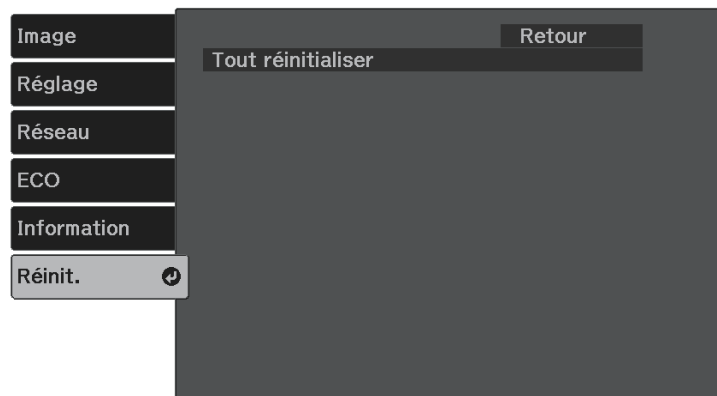 Image
Réglage
Réseau
ECO
Information
Réinit.
Retour
Tout réinitialiser